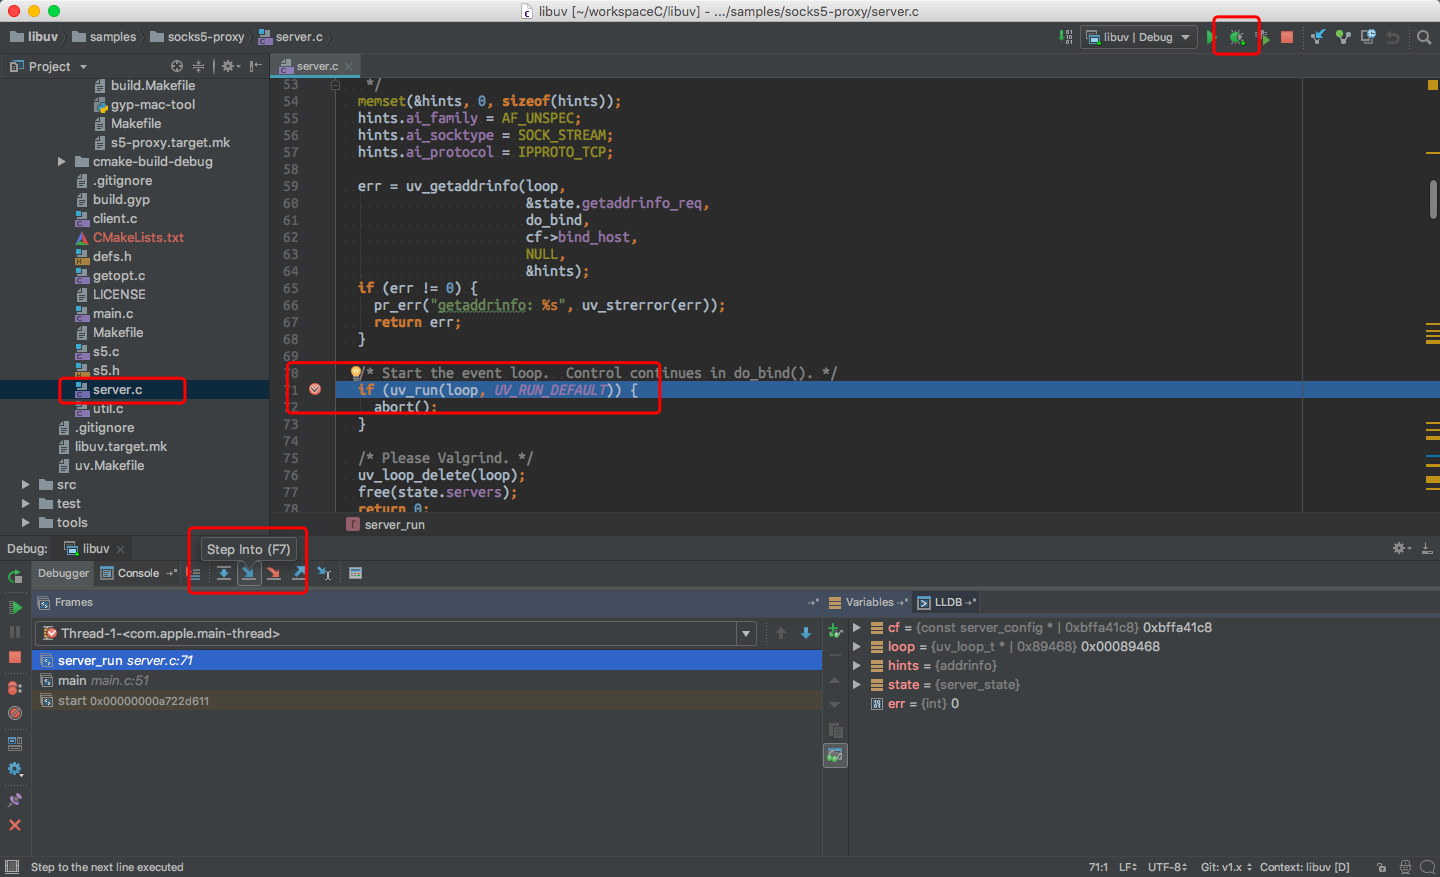 libuv [~/workspaceC/libuv] - .../samples/socks5-proxy/server.c
libuv samples socks5-proxy server.c
libuv | Debug
Project
server.c
build.Makefile
gyp-mac-tool
Makefile
s5-proxy.target.mk
cmake-build-debug
.gitignore
build.gyp
client.c
CMakeLists.txt
defs.h
getopt.c
LICENSE
main.c
Makefile
s5.c
s5.h
server.c
util.c
.gitignore
libuv.target.mk
uv.Makefile
src
test
tools
53 */
54 memset(&hints, 0, sizeof(hints));
55 hints.ai_family = AF_UNSPEC;
56 hints.ai_socktype = SOCK_STREAM;
57 hints.ai_protocol = IPPROTO_TCP;
58
59 err = uv_getaddrinfo(loop,
60 &state.getaddrinfo_req,
61 do_bind,
62 cf->bind_host,
63 NULL,
64 &hints);
65 if (err != 0) {
66 pr_err("getaddrinfo: %s", uv_strerror(err));
67 return err;
68 }
69
70 /* Start the event loop.  Control continues in do_bind(). */
71 if (uv_run(loop, UV_RUN_DEFAULT)) {
72 abort();
73 }
74
75 /* Please Valgrind. */
76 uv_loop_delete(loop);
77 free(state.servers);
78 return 0;
f server_run
Debug: libuv
Step Into (F7)
Debugger Console
Frames
Variables LLDB
Thread-1-<com.apple.main-thread>
server_run server.c:71
main main.c:51
start 0x00000000a722d611
cf = {const server_config * | 0xbffa41c8} 0xbffa41c8
loop = {uv_loop_t * | 0x89468} 0x00089468
hints = {addrinfo}
state = {server_state}
err = {int} 0
Step to the next line executed
71:1 LF UTF-8 Git: v1.x Context: libuv [D]